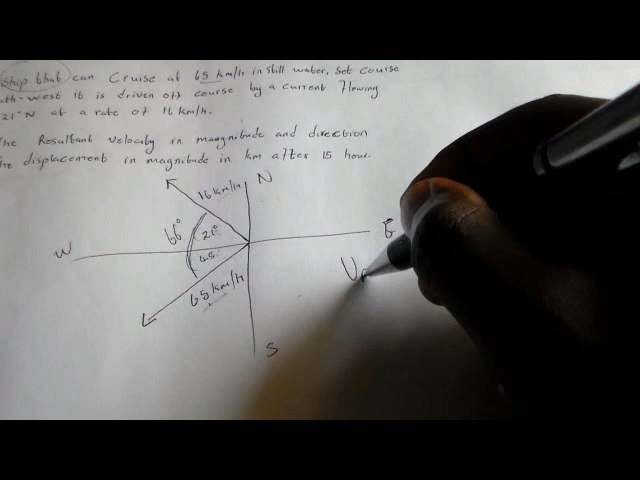 Ship that can Cruise at 65 km/h in still water, set course
uth-west it is driven off course by a current flowing
21° N at a rate of 16 km/h.
The Resultant velocity in magnitude and direction
the displacement in magnitude in km after 15 hour.
N
16 km/h
66°
21°
E
W
45
65 km/H
V
S